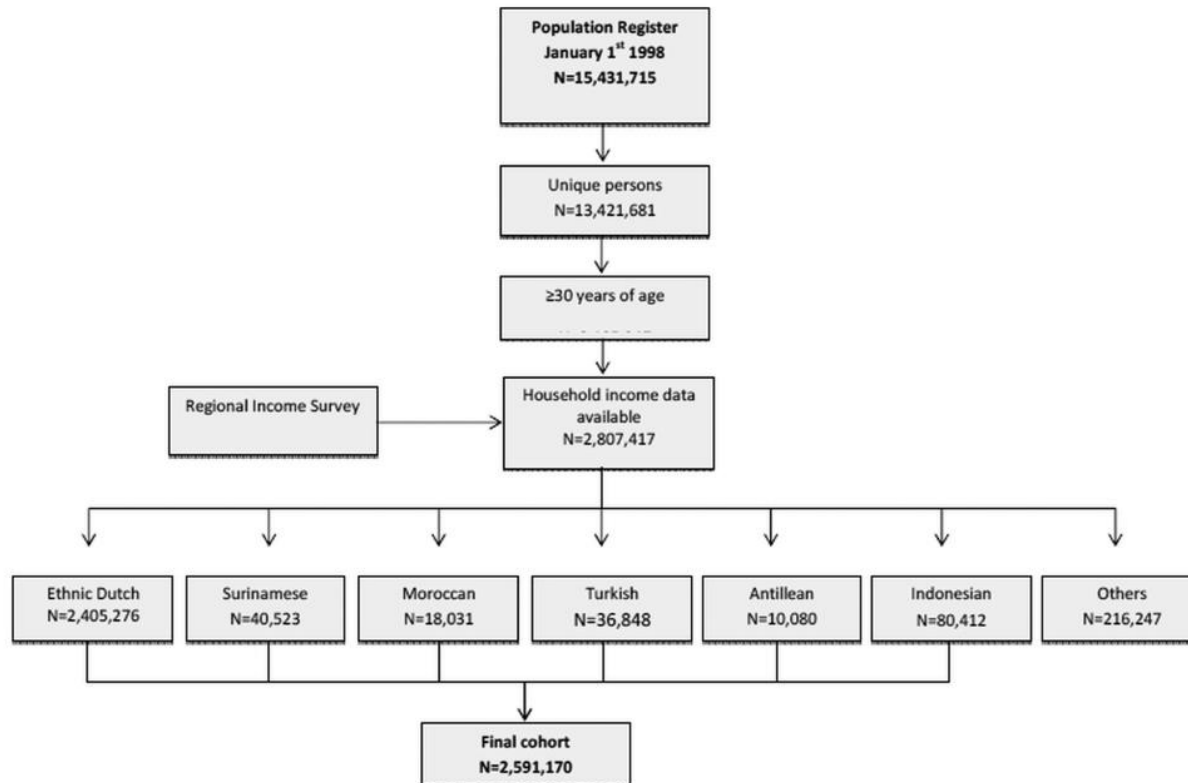 Population Register
January 1st 1998
N=15,431,715
Unique persons
N=13,421,681
≥30 years of age
Regional Income Survey
Household income data
available
N=2,807,417
Ethnic Dutch
N=2,405,276
Surinamese
N=40,523
Moroccan
N=18,031
Turkish
N=36,848
Antillean
N=10,080
Indonesian
N=80,412
Others
N=216,247
Final cohort
N=2,591,170